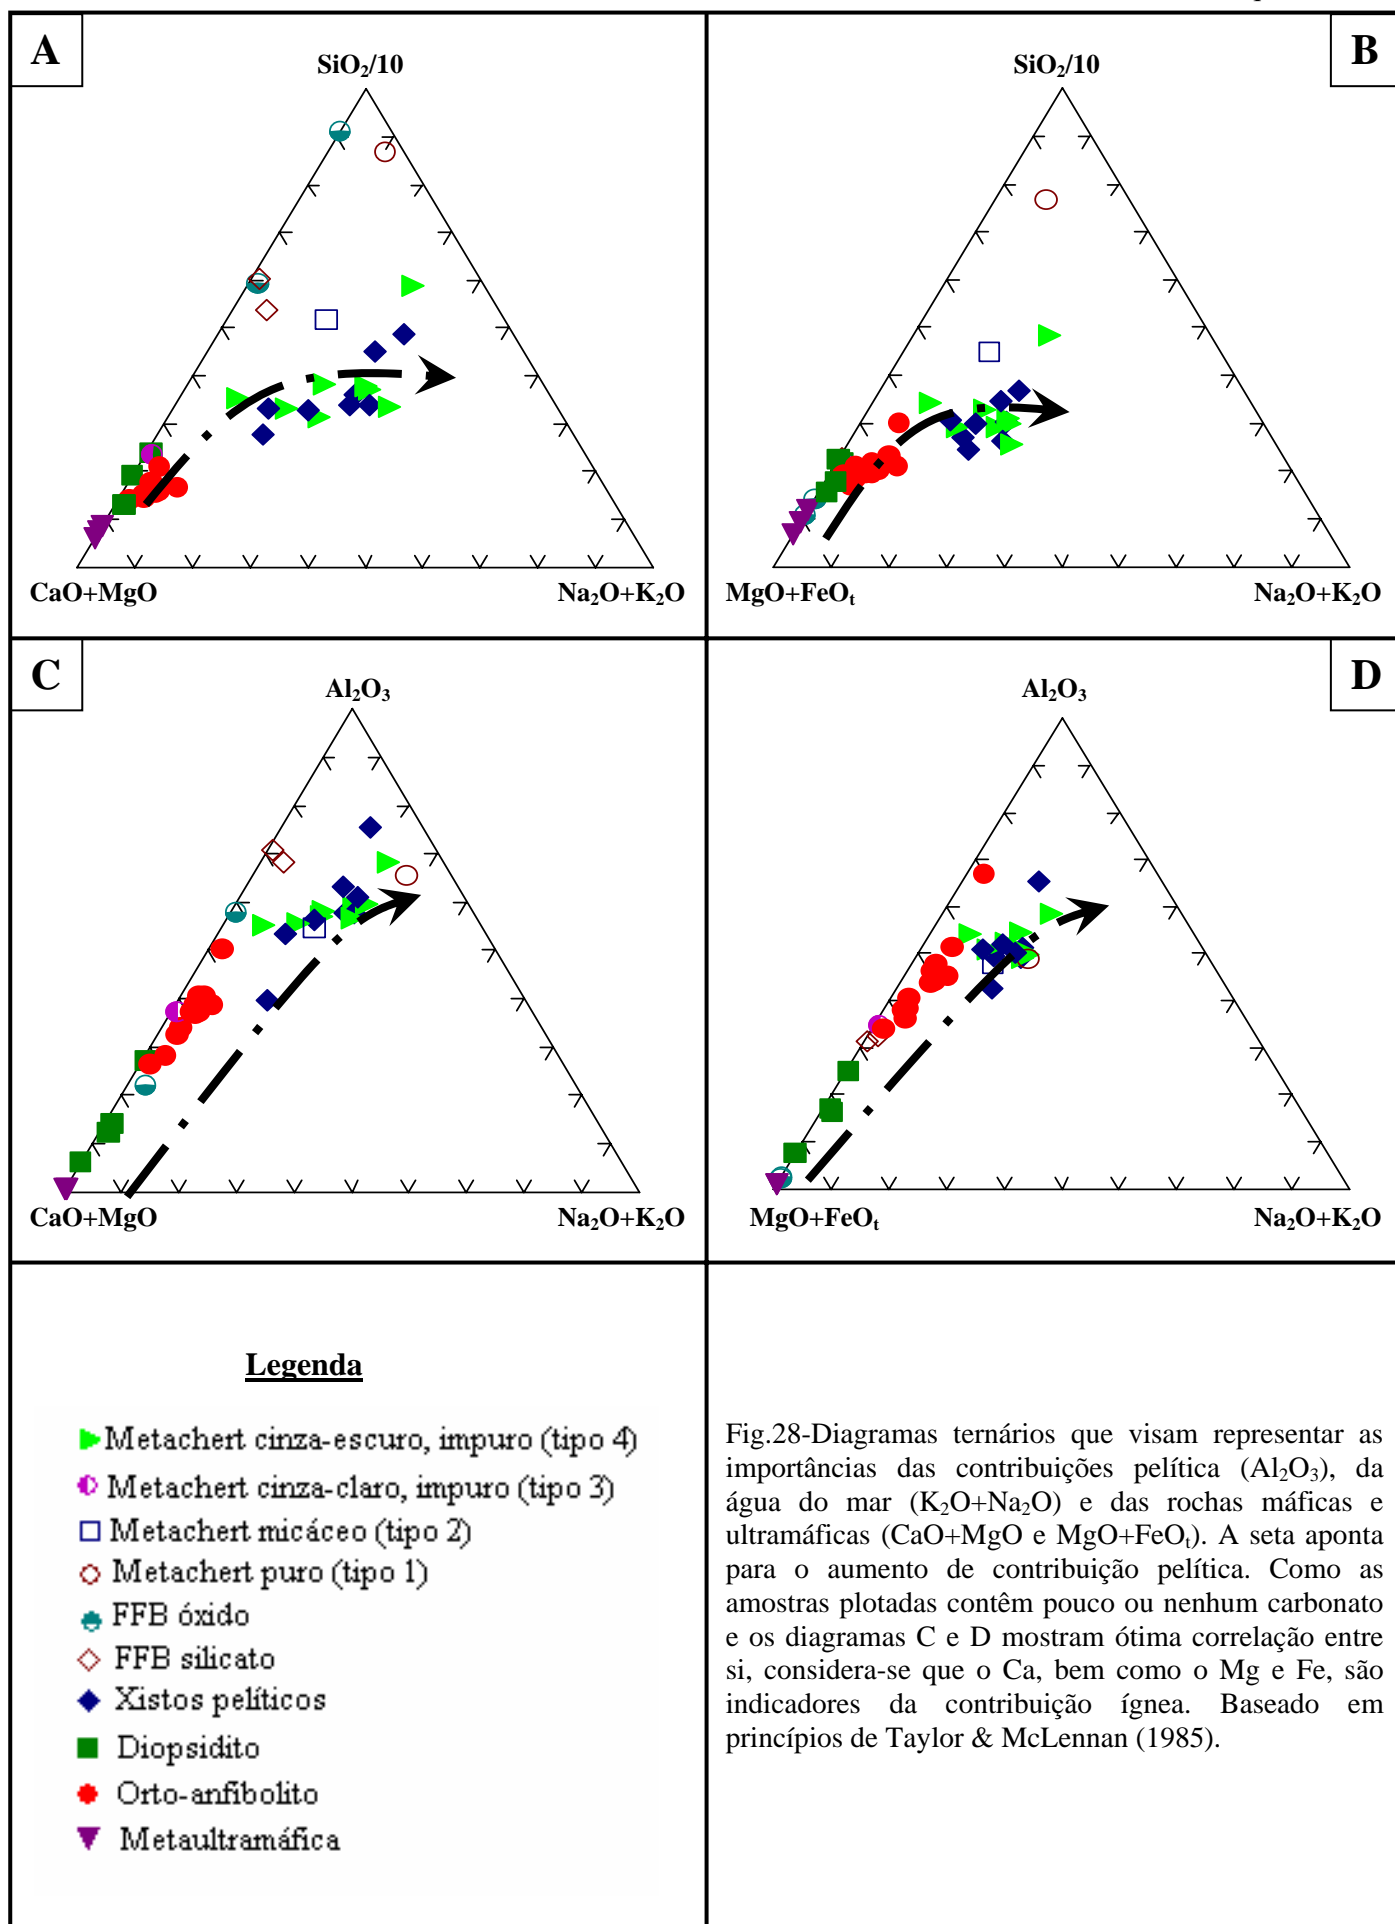 A
SiO₂/10
CaO+MgO
Na₂O+K₂O
B
SiO₂/10
MgO+FeOₜ
Na₂O+K₂O
C
Al₂O₃
CaO+MgO
Na₂O+K₂O
D
Al₂O₃
MgO+FeOₜ
Na₂O+K₂O
Legenda
Metachert cinza-escuro, impuro (tipo 4)
Metachert cinza-claro, impuro (tipo 3)
Metachert micáceo (tipo 2)
Metachert puro (tipo 1)
FFB óxido
FFB silicato
Xistos pelíticos
Diopsidito
Orto-anfibolito
Metaultramáfica
Fig.28-Diagramas ternários que visam representar as
importâncias das contribuições pelítica (Al₂O₃), da
água do mar (K₂O+Na₂O) e das rochas máficas e
ultramáficas (CaO+MgO e MgO+FeOₜ). A seta aponta
para o aumento de contribuição pelítica. Como as
amostras plotadas contêm pouco ou nenhum carbonato
e os diagramas C e D mostram ótima correlação entre
si, considera-se que o Ca, bem como o Mg e Fe, são
indicadores da contribuição ígnea. Baseado em
princípios de Taylor & McLennan (1985).